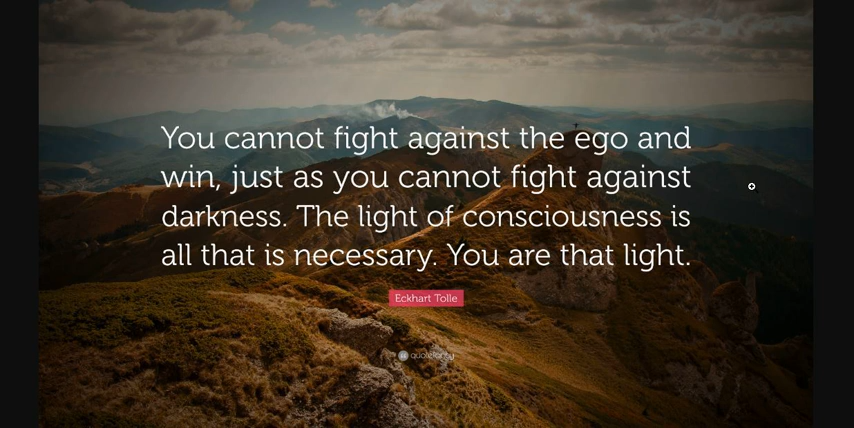 You cannot fight against the ego and
win, just as you cannot fight against
darkness. The light of consciousness is
all that is necessary. You are that light.
Eckhart Tolle
quotefancy